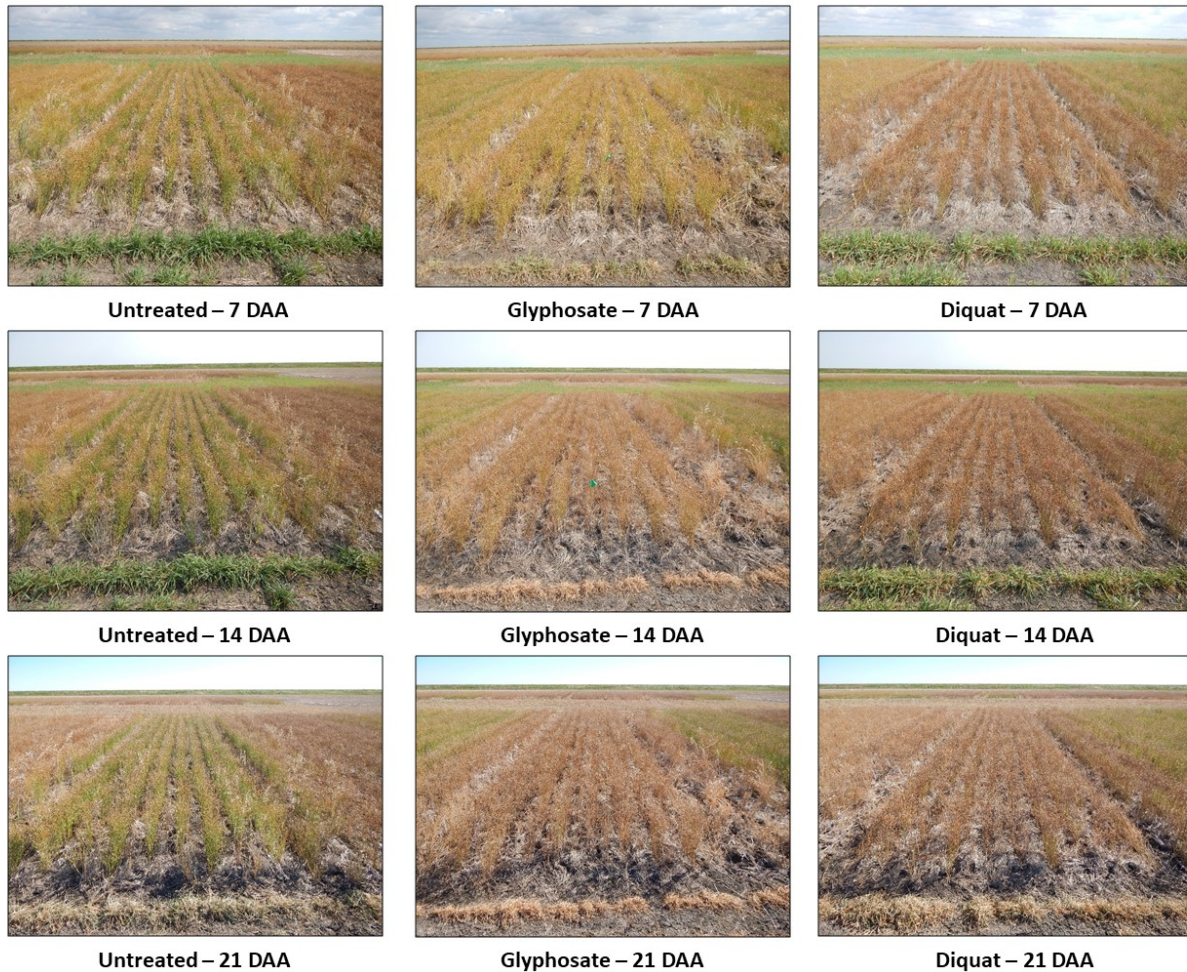 Untreated – 7 DAA
Glyphosate – 7 DAA
Diquat – 7 DAA
Untreated – 14 DAA
Glyphosate – 14 DAA
Diquat – 14 DAA
Untreated – 21 DAA
Glyphosate – 21 DAA
Diquat – 21 DAA